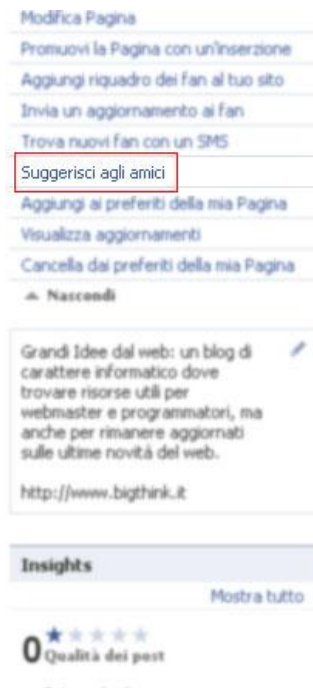 Modifica Pagina
Promuovi la Pagina con un'inserzione
Aggiungi riquadro dei fan al tuo sito
Invia un aggiornamento ai fan
Trova nuovi fan con un SMS
Suggerisci agli amici
Aggiungi ai preferiti della mia Pagina
Visualizza aggiornamenti
Cancella dai preferiti della mia Pagina
Nascondi
Grandi Idee dal web: un blog di
carattere informatico dove
trovare risorse utili per
webmaster e programmatori, ma
anche per rimanere aggiornati
sulle ultime novità del web.
http://www.bigthink.it
Insights
Mostra tutto
0 Qualità dei post